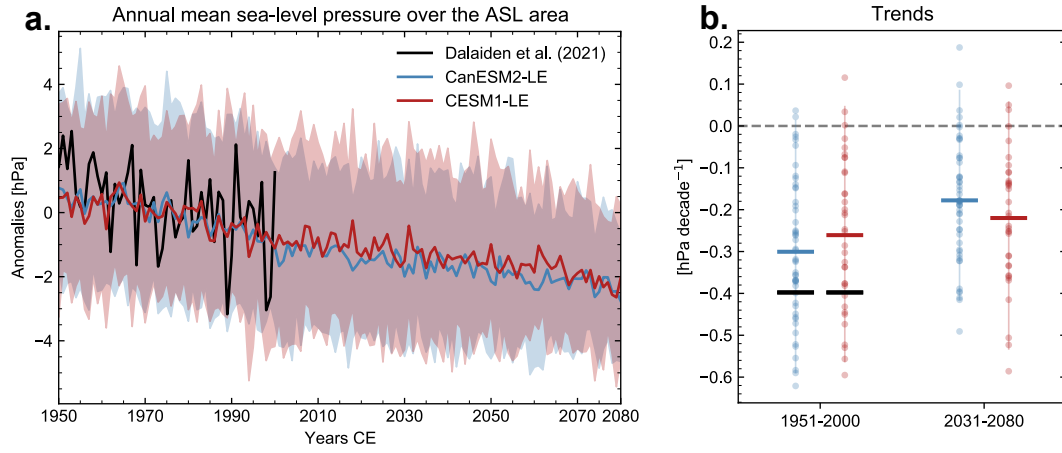 a.
Annual mean sea-level pressure over the ASL area
Dalaiden et al. (2021)
CanESM2-LE
CESM1-LE
Anomalies [hPa]
4
2
0
−2
−4
1950 1970 1990 2010 2030 2050 2070 2080
Years CE
b.
Trends
[hPa decade⁻¹]
0.2
0.1
0.0
−0.1
−0.2
−0.3
−0.4
−0.5
−0.6
1951-2000 2031-2080